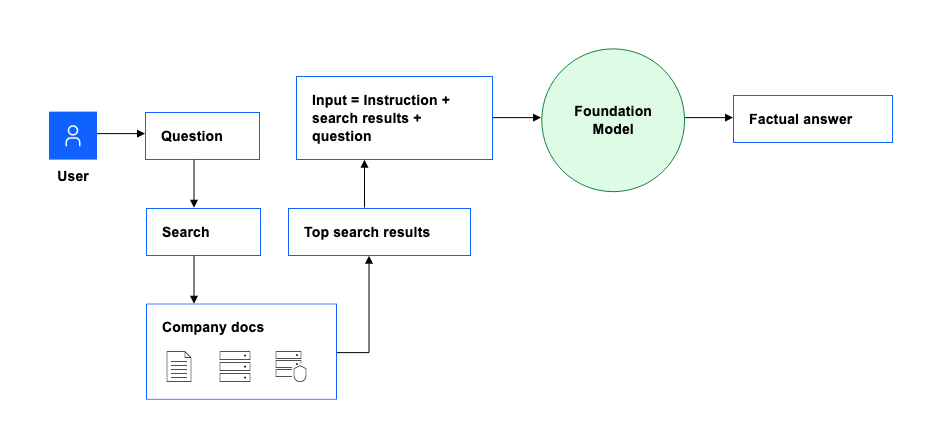 User
Question
Search
Company docs
Top search results
Input = Instruction +
search results +
question
Foundation
Model
Factual answer